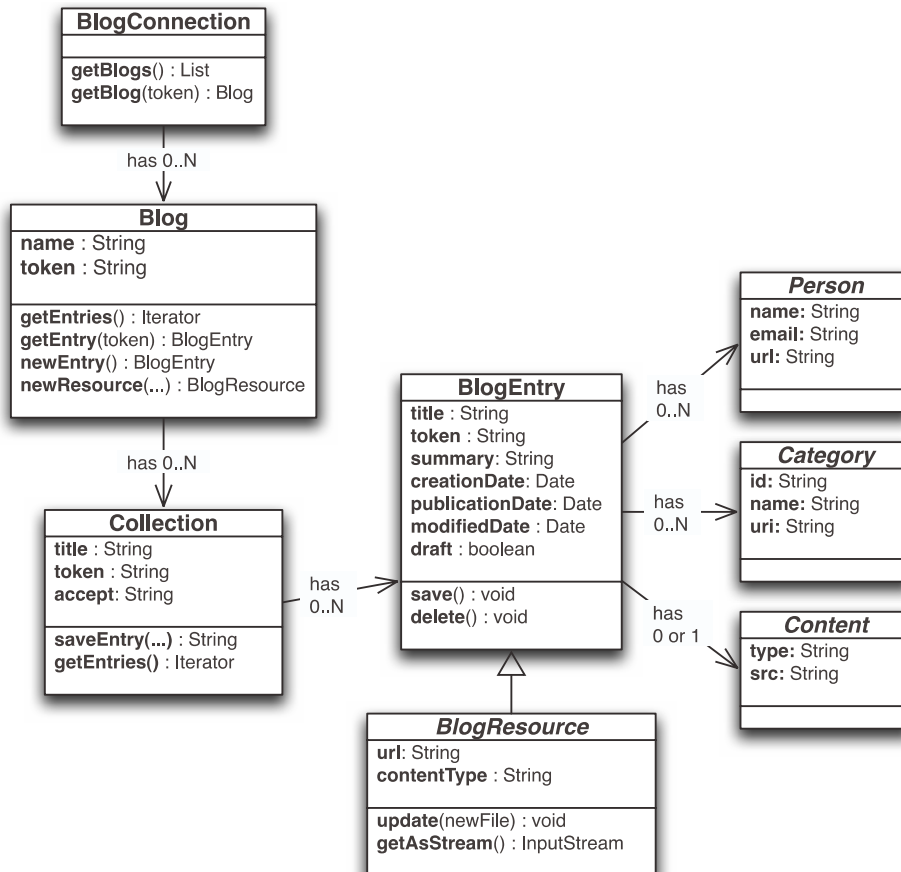 BlogConnection
getBlogs() : List
getBlog(token) : Blog
has 0..N
Blog
name : String
token : String
getEntries() : Iterator
getEntry(token) : BlogEntry
newEntry() : BlogEntry
newResource(...) : BlogResource
has 0..N
Collection
title : String
token : String
accept: String
saveEntry(...) : String
getEntries() : Iterator
has
0..N
BlogEntry
title : String
token : String
summary: String
creationDate: Date
publicationDate: Date
modifiedDate : Date
draft : boolean
save() : void
delete() : void
has
0..N
Person
name: String
email: String
url: String
has
0..N
Category
id: String
name: String
uri: String
has
0 or 1
Content
type: String
src: String
BlogResource
url: String
contentType : String
update(newFile) : void
getAsStream() : InputStream